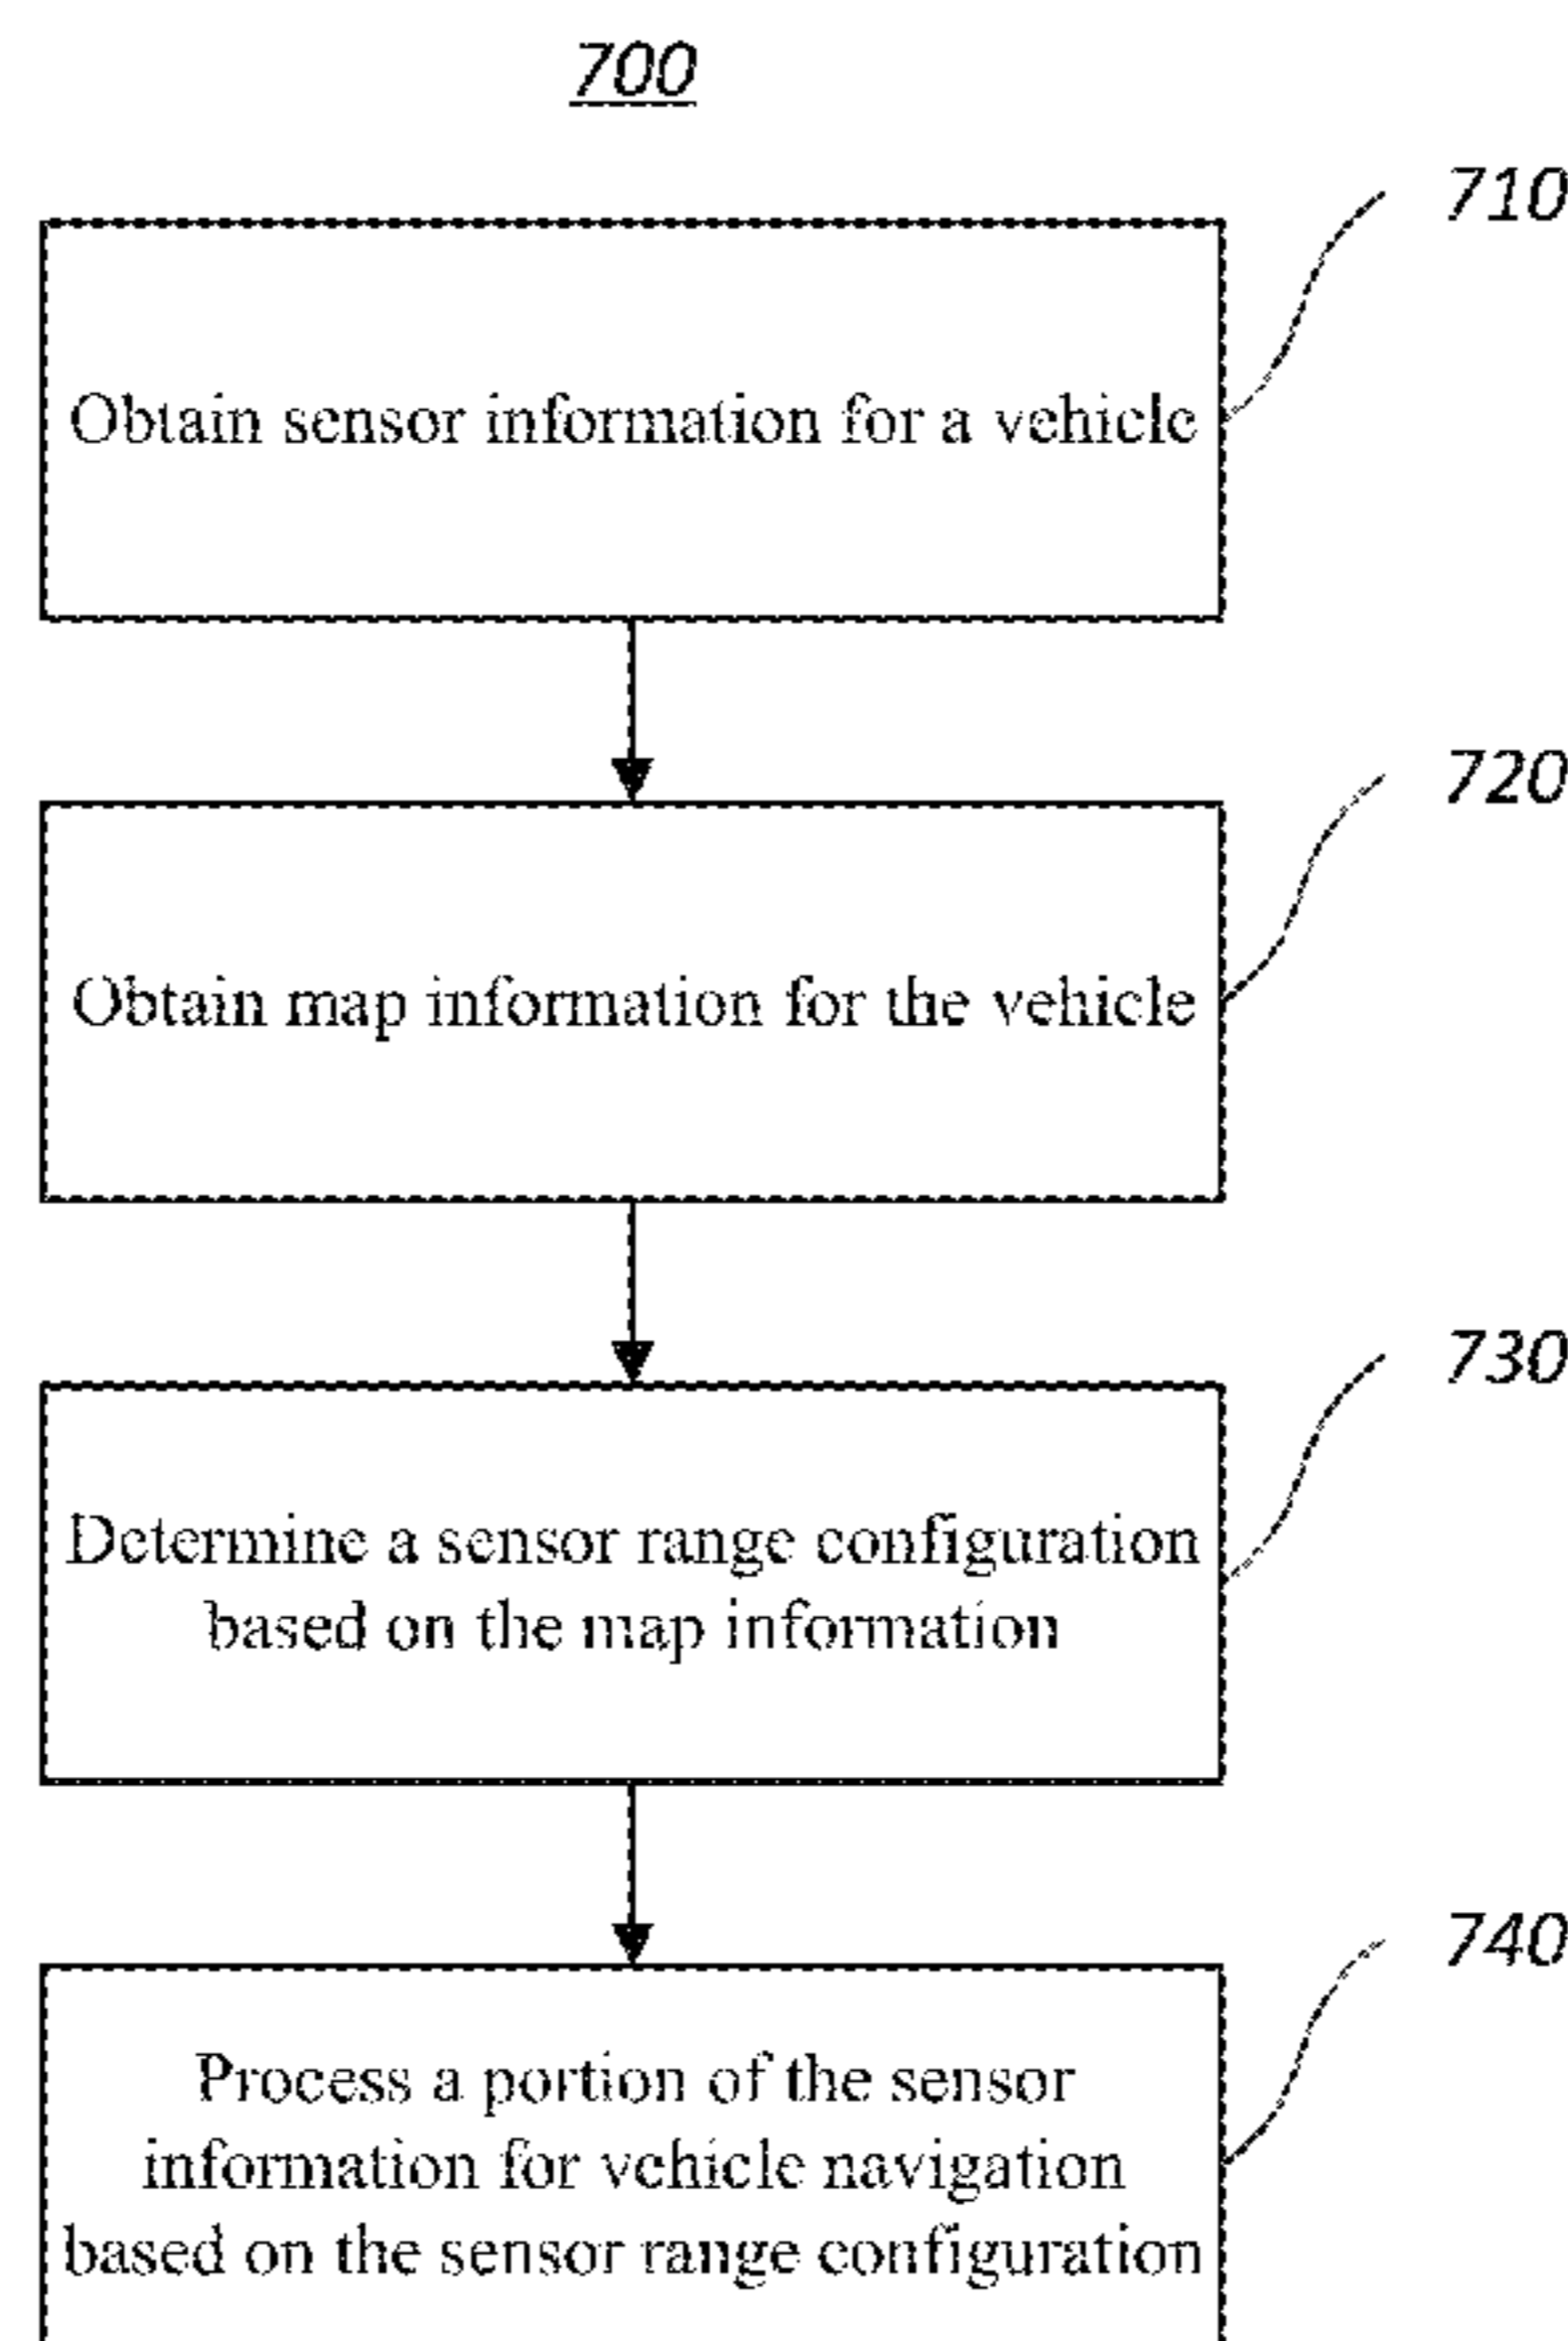 700
710
Obtain sensor information for a vehicle
720
Obtain map information for the vehicle
730
Determine a sensor range configuration
based on the map information
740
Process a portion of the sensor
information for vehicle navigation
based on the sensor range configuration